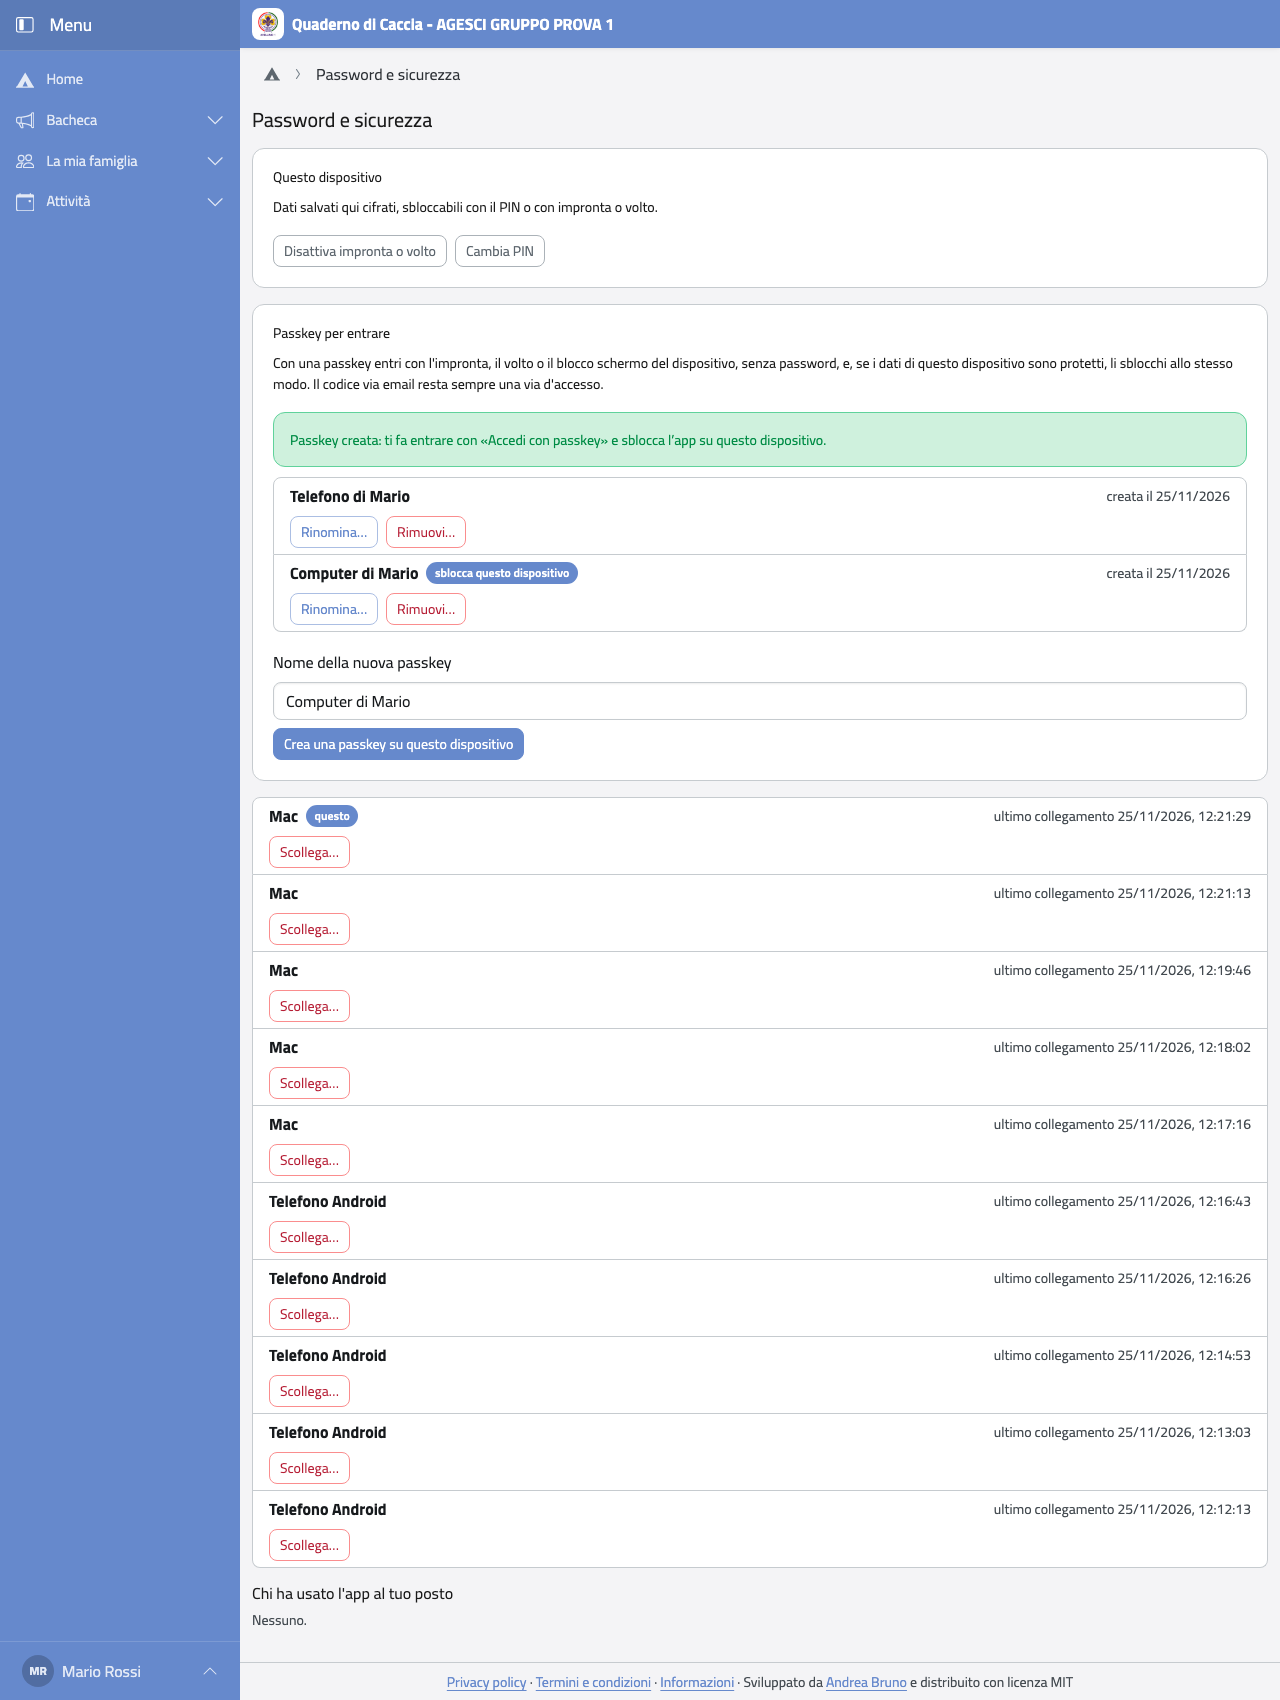 Menu
Quaderno di Caccia - AGESCI GRUPPO PROVA 1
Home
Bacheca
La mia famiglia
Attività
Password e sicurezza
Password e sicurezza
Questo dispositivo
Dati salvati qui cifrati, sbloccabili con il PIN o con impronta o volto.
Disattiva impronta o volto
Cambia PIN
Passkey per entrare
Con una passkey entri con l'impronta, il volto o il blocco schermo del dispositivo, senza password, e, se i dati di questo dispositivo sono protetti, li sblocchi allo stesso
modo. Il codice via email resta sempre una via d'accesso.
Passkey creata: ti fa entrare con «Accedi con passkey» e sblocca l’app su questo dispositivo.
Telefono di Mario
creata il 25/11/2026
Rinomina…
Rimuovi…
Computer di Mario
sblocca questo dispositivo
creata il 25/11/2026
Rinomina…
Rimuovi…
Nome della nuova passkey
Computer di Mario
Crea una passkey su questo dispositivo
Mac
questo
ultimo collegamento 25/11/2026, 12:21:29
Scollega…
Mac
ultimo collegamento 25/11/2026, 12:21:13
Scollega…
Mac
ultimo collegamento 25/11/2026, 12:19:46
Scollega…
Mac
ultimo collegamento 25/11/2026, 12:18:02
Scollega…
Mac
ultimo collegamento 25/11/2026, 12:17:16
Scollega…
Telefono Android
ultimo collegamento 25/11/2026, 12:16:43
Scollega…
Telefono Android
ultimo collegamento 25/11/2026, 12:16:26
Scollega…
Telefono Android
ultimo collegamento 25/11/2026, 12:14:53
Scollega…
Telefono Android
ultimo collegamento 25/11/2026, 12:13:03
Scollega…
Telefono Android
ultimo collegamento 25/11/2026, 12:12:13
Scollega…
Chi ha usato l'app al tuo posto
Nessuno.
MR
Mario Rossi
Privacy policy · Termini e condizioni · Informazioni · Sviluppato da Andrea Bruno e distribuito con licenza MIT